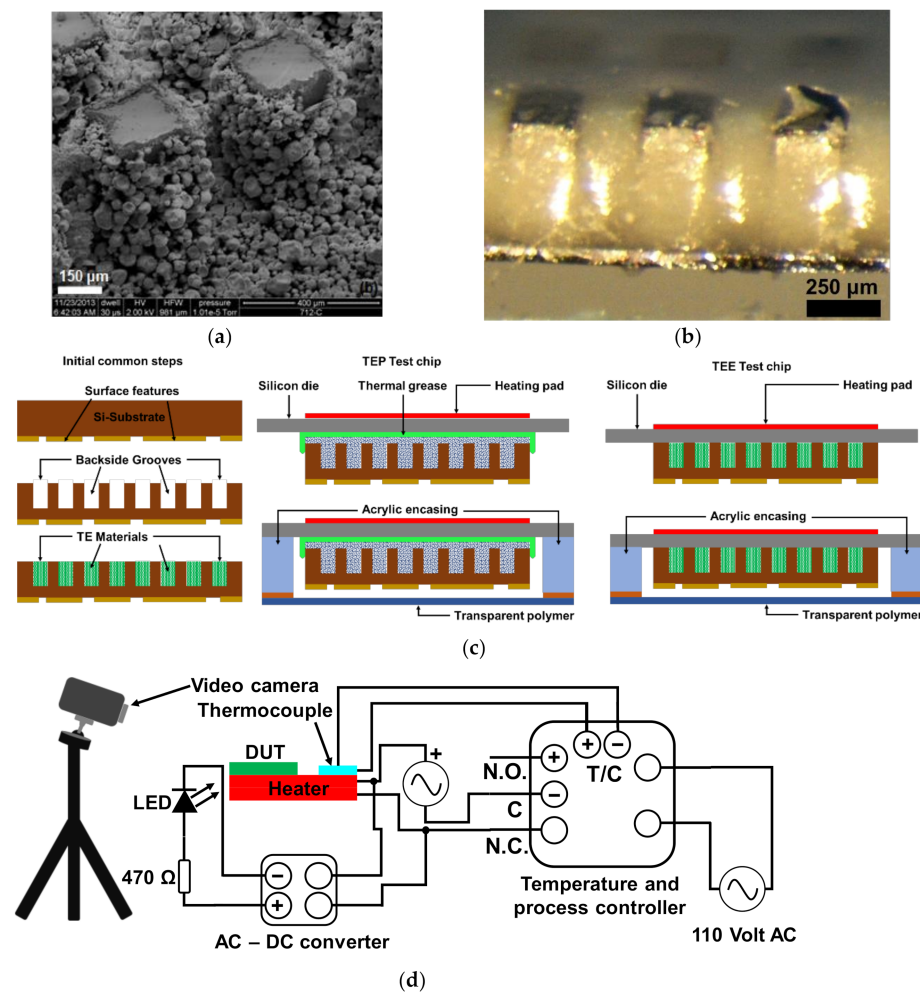 150 µm
(b)
11/23/2013 dwell HV HFW pressure 400 µm
6:42:03 AM 30 µs 2.00 kV 981 µm 1.01e-5 Torr 712-C
250 µm
(a)
(b)
Initial common steps
Surface features
Si-Substrate
Backside Grooves
TE Materials
TEP Test chip
Silicon die
Thermal grease
Heating pad
Acrylic encasing
Transparent polymer
TEE Test chip
Silicon die
Heating pad
Acrylic encasing
Transparent polymer
(c)
Video camera
Thermocouple
DUT
Heater
LED
470 Ω
− +
AC – DC converter
+
N.O.
C
N.C.
+ −
T/C
+
−
Temperature and
process controller
110 Volt AC
(d)